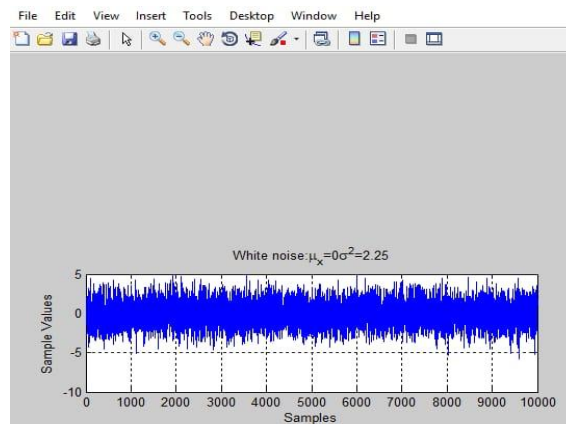 File Edit View Insert Tools Desktop Window Help
White noise:μx=0σ²=2.25
5
0
-5
-10
Sample Values
0 1000 2000 3000 4000 5000 6000 7000 8000 9000 10000
Samples